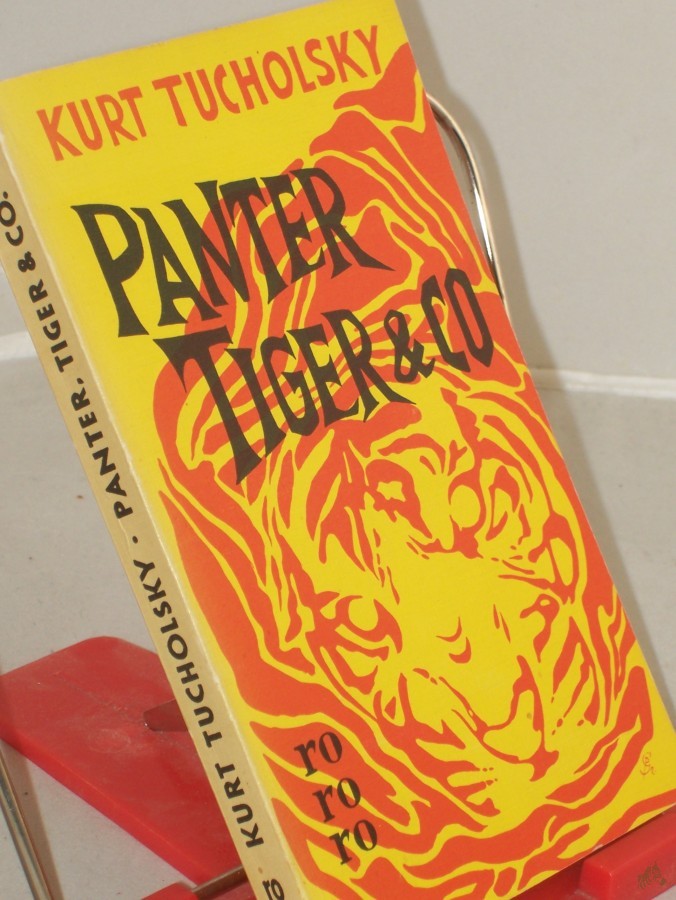 KURT TUCHOLSKY
PANTER
TIGER & CO
ro
ro
ro
KURT TUCHOLSKY · PANTER, TIGER & CO.